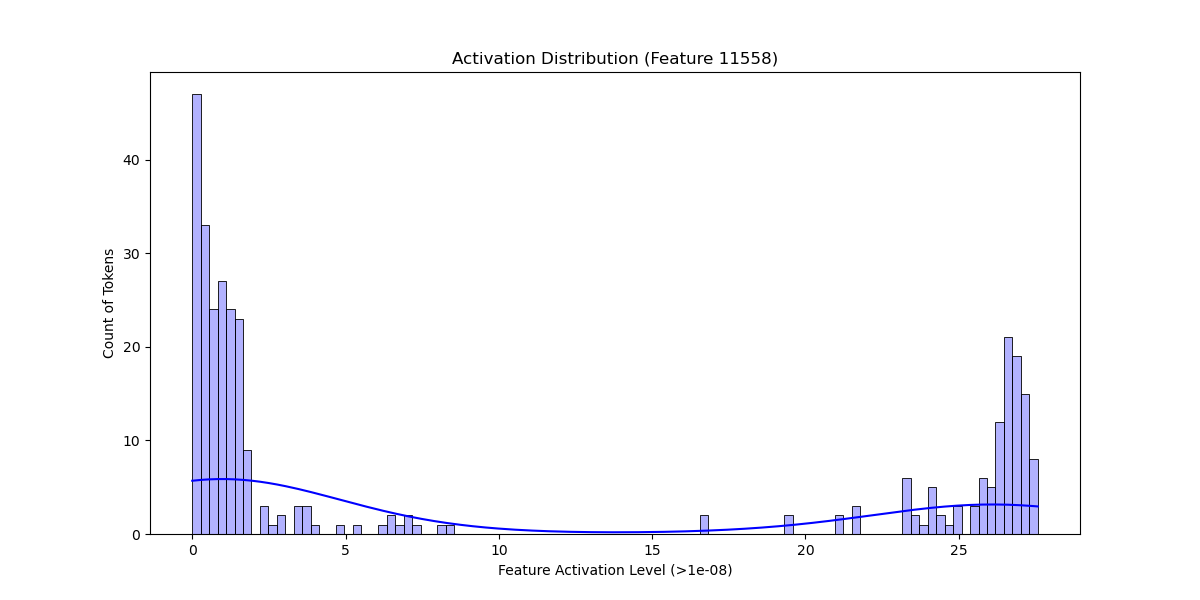 Activation Distribution (Feature 11558)
Count of Tokens
40
30
20
10
0
0 5 10 15 20 25
Feature Activation Level (>1e-08)